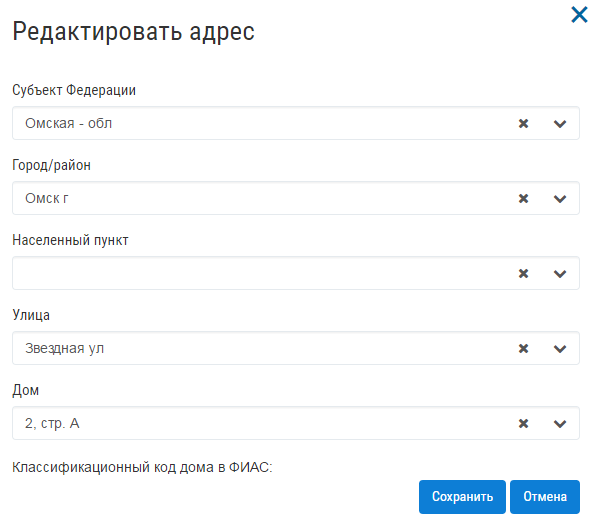 Редактировать адрес
Субъект Федерации
Омская - обл
Город/район
Омск г
Населенный пункт
Улица
Звездная ул
Дом
2, стр. А
Классификационный код дома в ФИАС:
Сохранить Отмена